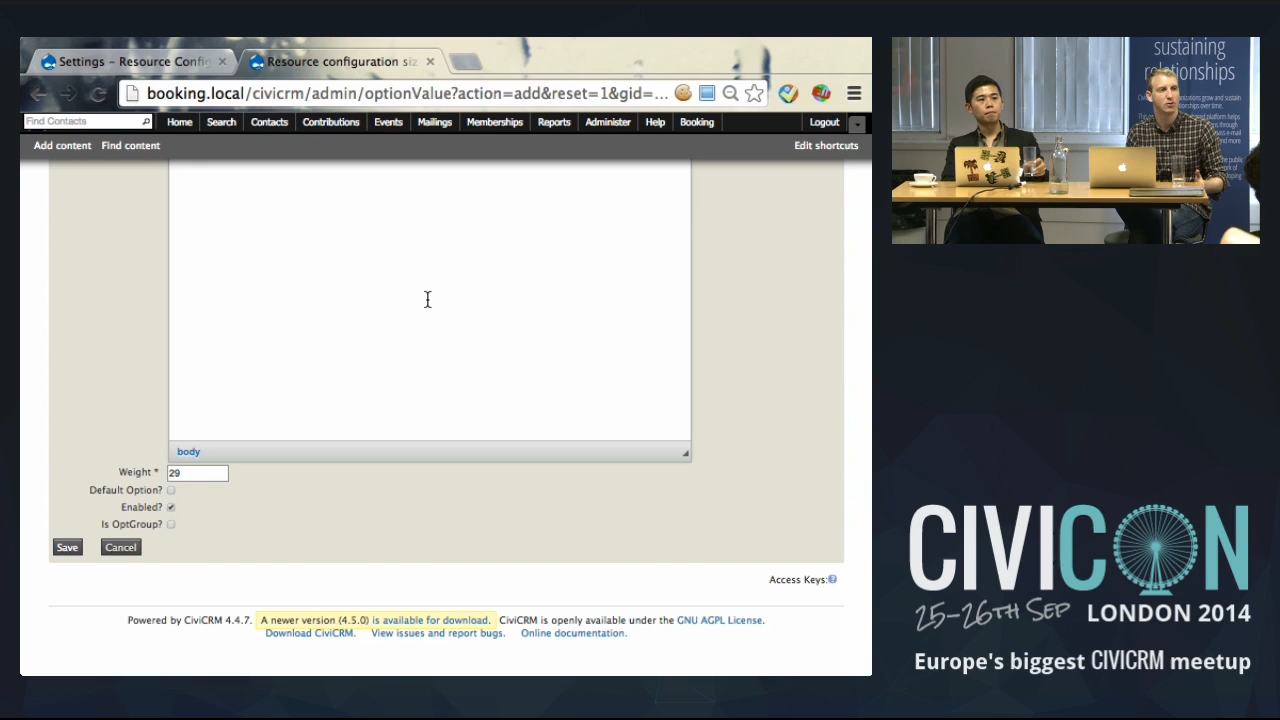 Settings – Resource Config
Resource configuration siz
booking.local/civicrm/admin/optionValue?action=add&reset=1&gid=...
Find Contacts
Home Search Contacts Contributions Events Mailings Memberships Reports Administer Help Booking Logout
Add content Find content Edit shortcuts
body
Weight * 29
Default Option?
Enabled?
Is OptGroup?
Save Cancel
Access Keys:
Powered by CiviCRM 4.4.7. A newer version (4.5.0) is available for download. CiviCRM is openly available under the GNU AGPL License.
Download CiviCRM. View issues and report bugs. Online documentation.
sustaining
relationships
CIVICON
25-26TH SEP LONDON 2014
Europe's biggest CIVICRM meetup